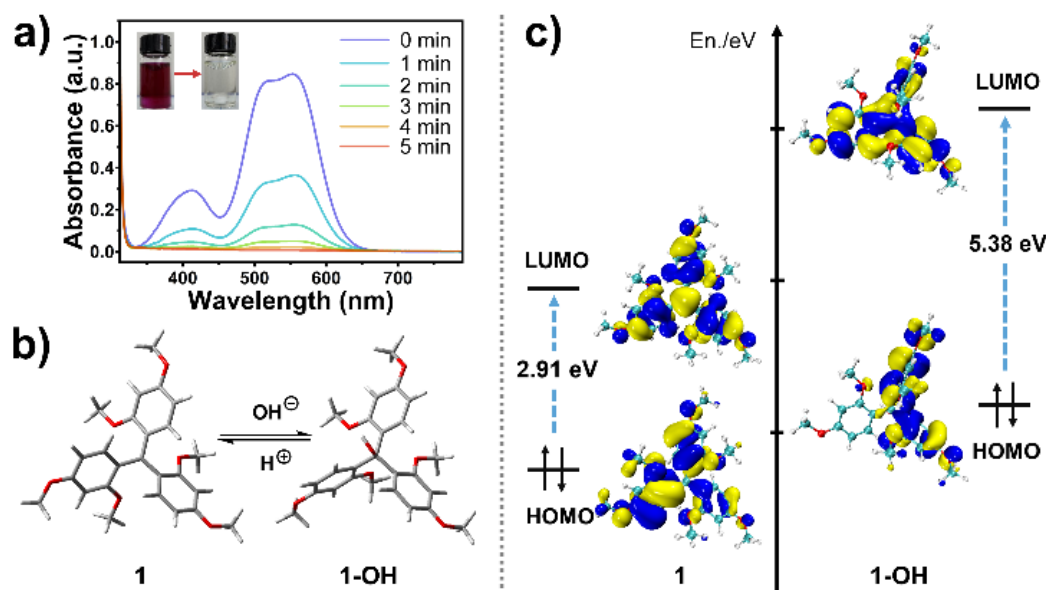 a)
Absorbance (a.u.)
1.0
0.8
0.6
0.4
0.2
0.0
400
500
600
700
Wavelength (nm)
0 min
1 min
2 min
3 min
4 min
5 min
b)
OH⊖
H⊕
1
1-OH
c)
En./eV
LUMO
2.91 eV
HOMO
1
LUMO
5.38 eV
HOMO
1-OH